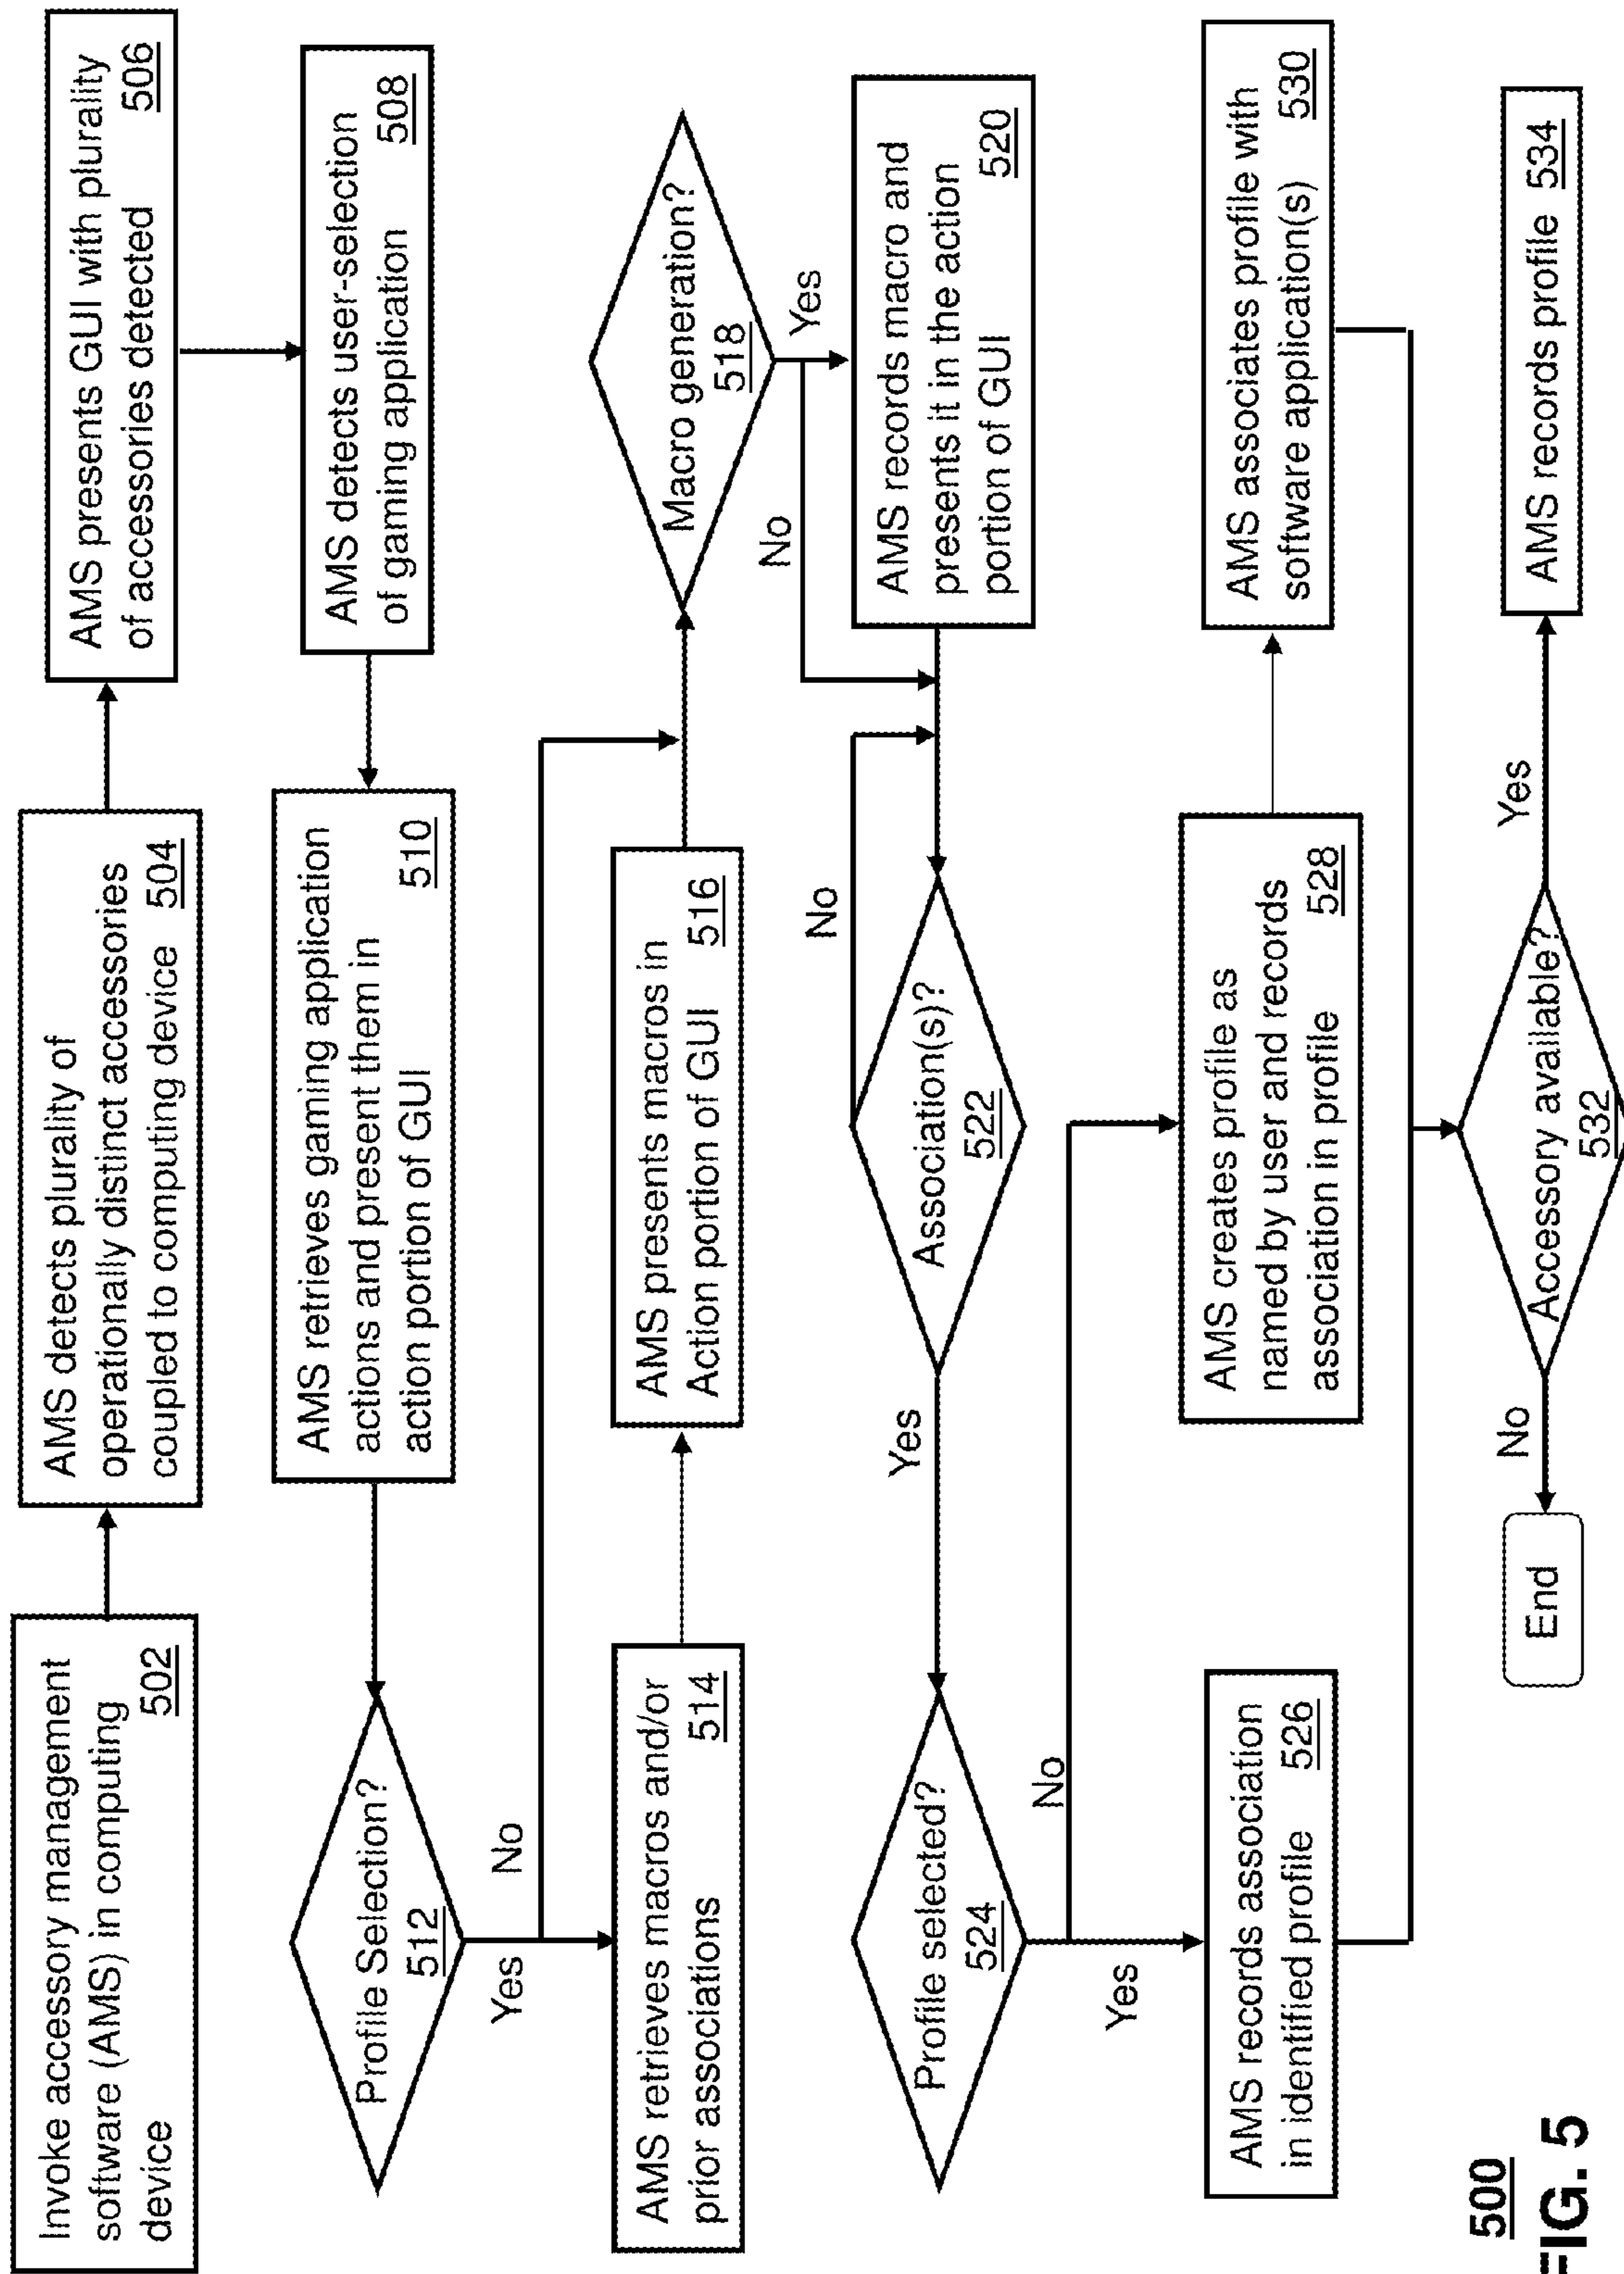 Invoke accessory management
software (AMS) in computing
device
502
AMS detects plurality of
operationally distinct accessories
coupled to computing device 504
AMS presents GUI with plurality
of accessories detected 506
AMS detects user-selection
of gaming application 508
AMS retrieves gaming application
actions and present them in
action portion of GUI 510
Profile Selection?
512
No
Yes
AMS retrieves macros and/or
prior associations 514
AMS presents macros in
Action portion of GUI 516
Macro generation?
518
No
Yes
AMS records macro and
presents it in the action
portion of GUI 520
No
Association(s)?
522
Yes
Profile selected?
524
No
Yes
AMS records association
in identified profile 526
AMS creates profile as
named by user and records
association in profile 528
AMS associates profile with
software application(s) 530
Accessory available?
532
No
Yes
End
AMS records profile 534
500
FIG. 5